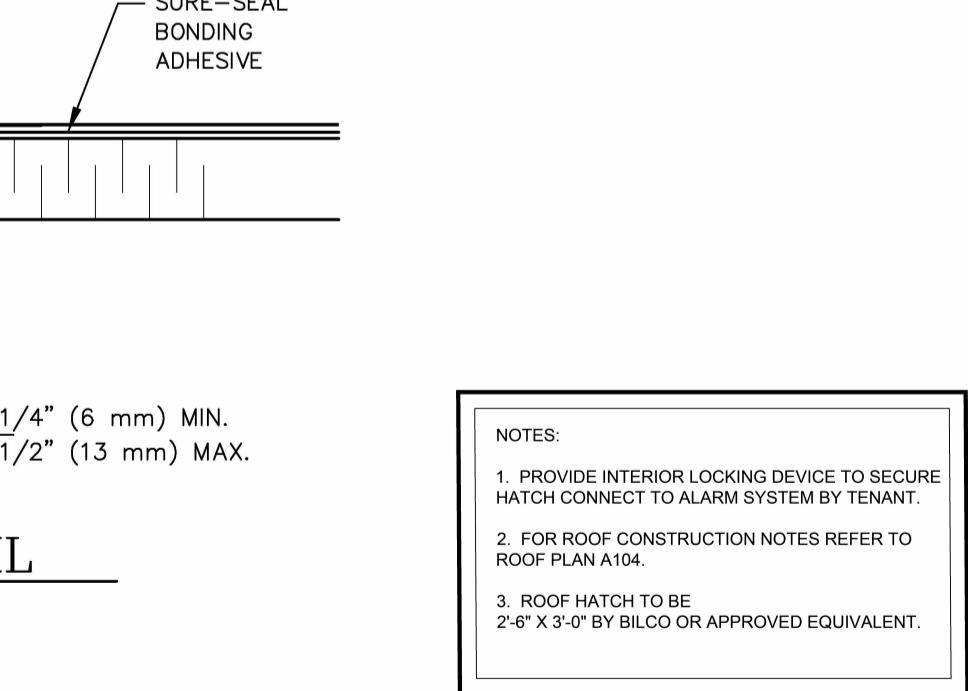 SURE-SEAL
BONDING
ADHESIVE
1/4" (6 mm) MIN.
1/2" (13 mm) MAX.
NOTES:
1. PROVIDE INTERIOR LOCKING DEVICE TO SECURE
HATCH CONNECT TO ALARM SYSTEM BY TENANT.
2. FOR ROOF CONSTRUCTION NOTES REFER TO
ROOF PLAN A104.
3. ROOF HATCH TO BE
2'-6" X 3'-0" BY BILCO OR APPROVED EQUIVALENT.